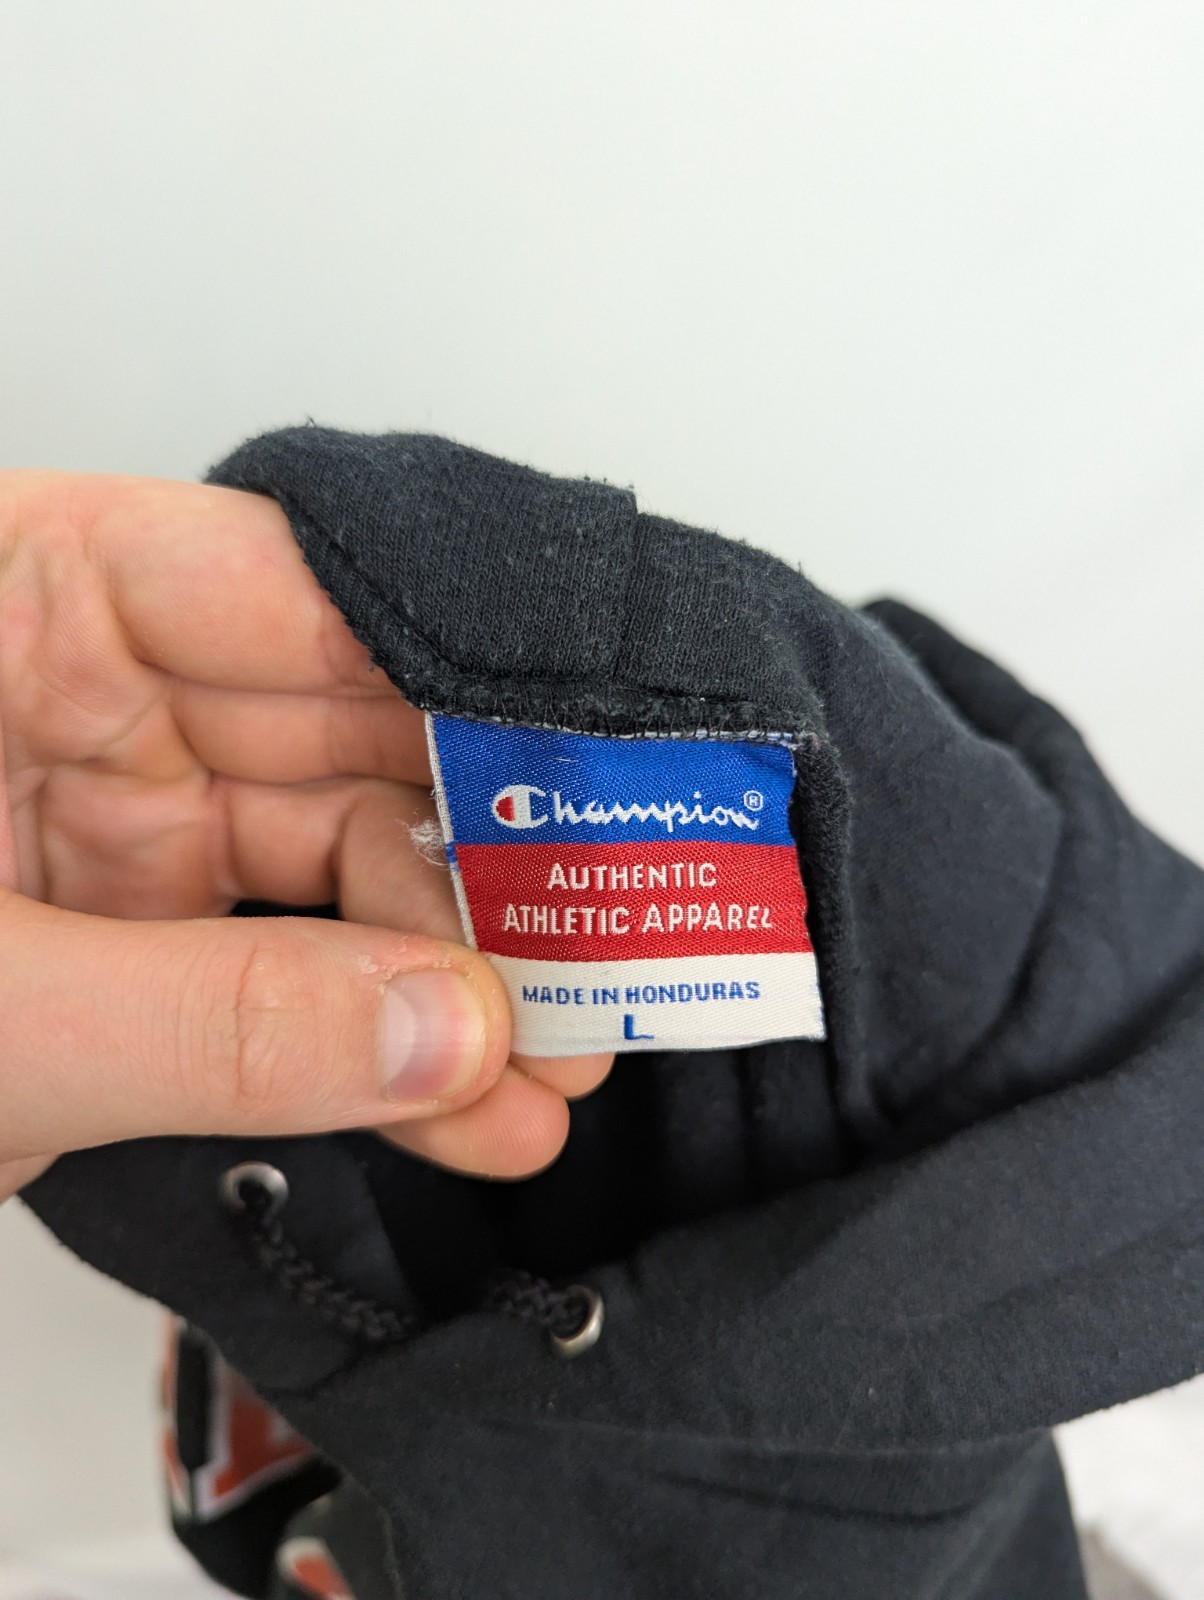 Champion®
AUTHENTIC
ATHLETIC APPAREL
MADE IN HONDURAS
L